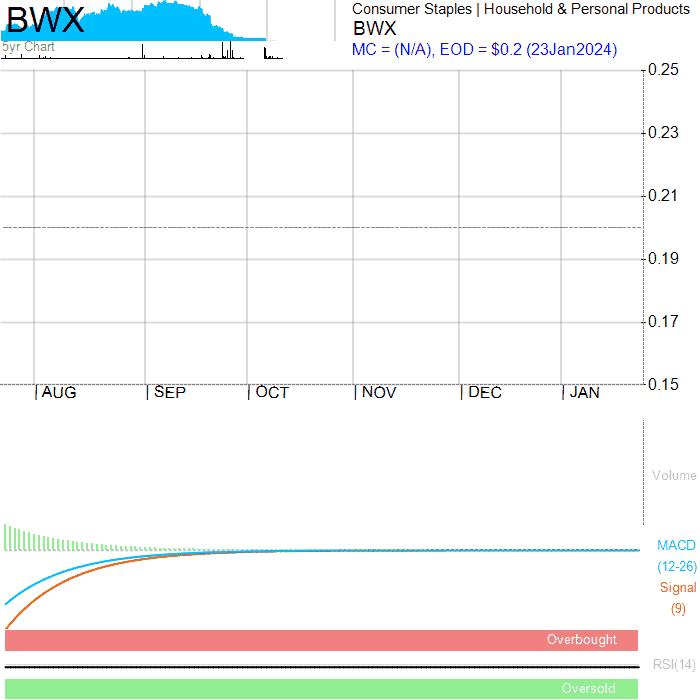 BWX
5yr Chart
Consumer Staples | Household & Personal Products
BWX
MC = (N/A), EOD = $0.2 (23Jan2024)
0.25
0.23
0.21
0.19
0.17
0.15
AUG SEP OCT NOV DEC JAN
Volume
MACD
(12-26)
Signal
(9)
Overbought
RSI(14)
Oversold